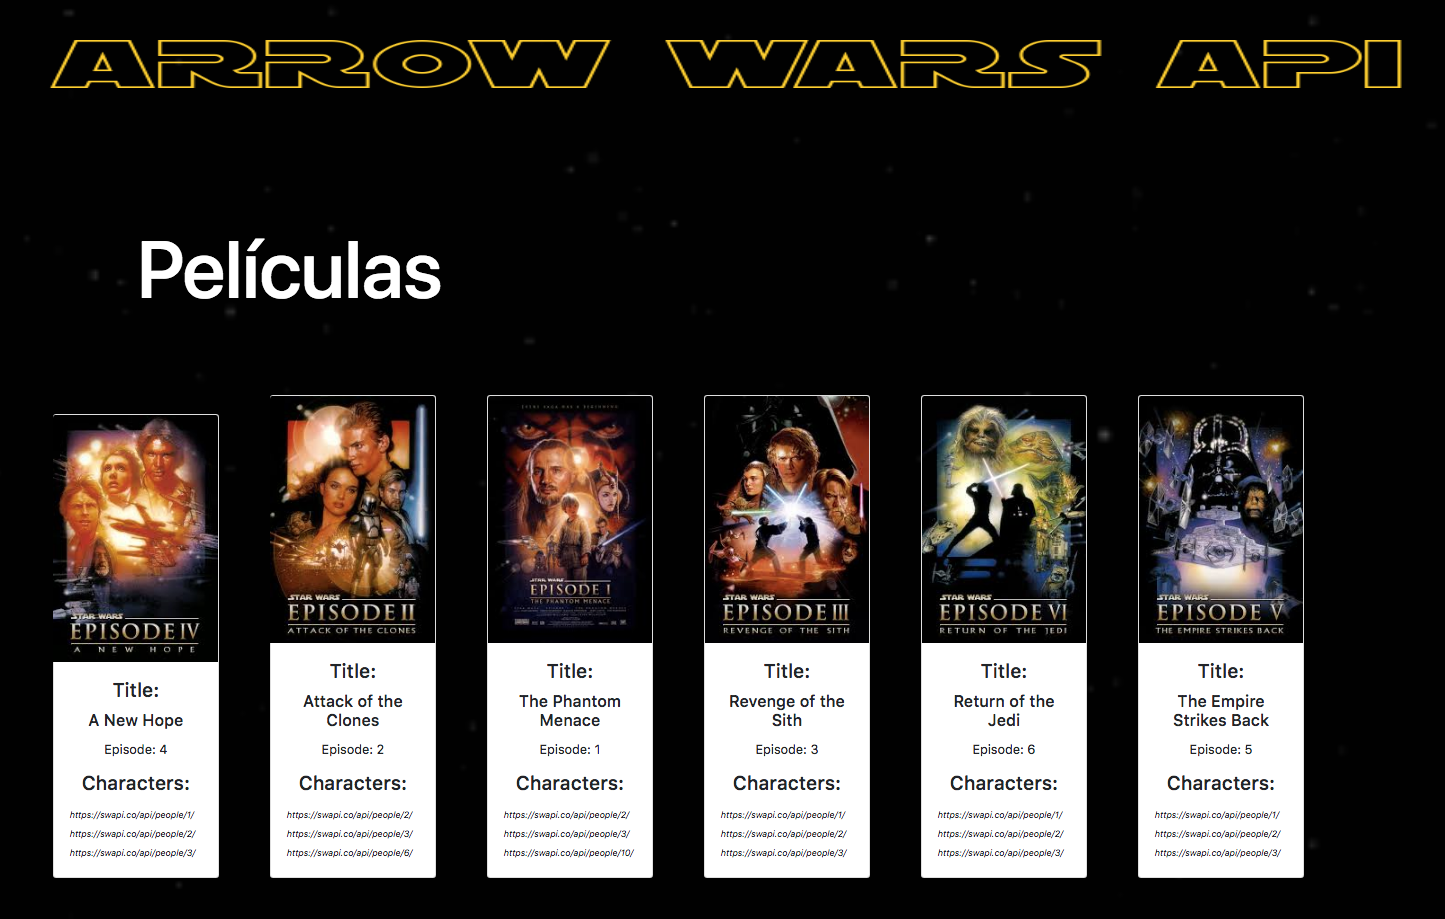 ARROW WARS API
Películas
STAR WARS
EPISODE IV
A NEW HOPE
Title:
A New Hope
Episode: 4
Characters:
https://swapi.co/api/people/1/
https://swapi.co/api/people/2/
https://swapi.co/api/people/3/
STAR WARS
EPISODE II
ATTACK OF THE CLONES
Title:
Attack of the
Clones
Episode: 2
Characters:
https://swapi.co/api/people/2/
https://swapi.co/api/people/3/
https://swapi.co/api/people/6/
EVERY SAGA HAS A BEGINNING
STAR WARS
EPISODE I
THE PHANTOM MENACE
Title:
The Phantom
Menace
Episode: 1
Characters:
https://swapi.co/api/people/2/
https://swapi.co/api/people/3/
https://swapi.co/api/people/10/
STAR WARS
EPISODE III
REVENGE OF THE SITH
Title:
Revenge of the
Sith
Episode: 3
Characters:
https://swapi.co/api/people/1/
https://swapi.co/api/people/2/
https://swapi.co/api/people/3/
STAR WARS
EPISODE VI
RETURN OF THE JEDI
Title:
Return of the
Jedi
Episode: 6
Characters:
https://swapi.co/api/people/1/
https://swapi.co/api/people/2/
https://swapi.co/api/people/3/
STAR WARS
EPISODE V
THE EMPIRE STRIKES BACK
Title:
The Empire
Strikes Back
Episode: 5
Characters:
https://swapi.co/api/people/1/
https://swapi.co/api/people/2/
https://swapi.co/api/people/3/